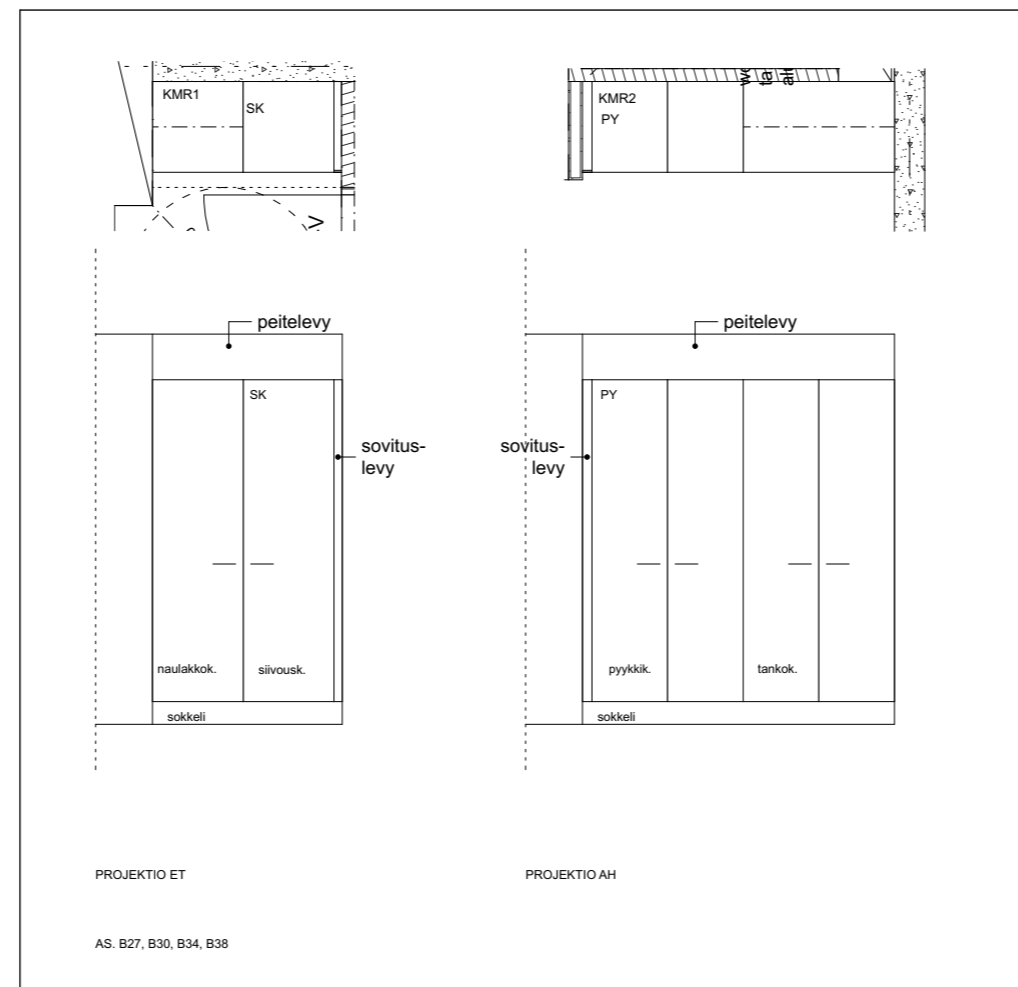 KMR1
SK
KMR2
PY
peitelevy
SK
sovitus-
levy
naulakkok.
siivousk.
sokkeli
peitelevy
PY
sovitus-
levy
pyykkik.
tankok.
sokkeli
PROJEKTIO ET
PROJEKTIO AH
AS. B27, B30, B34, B38